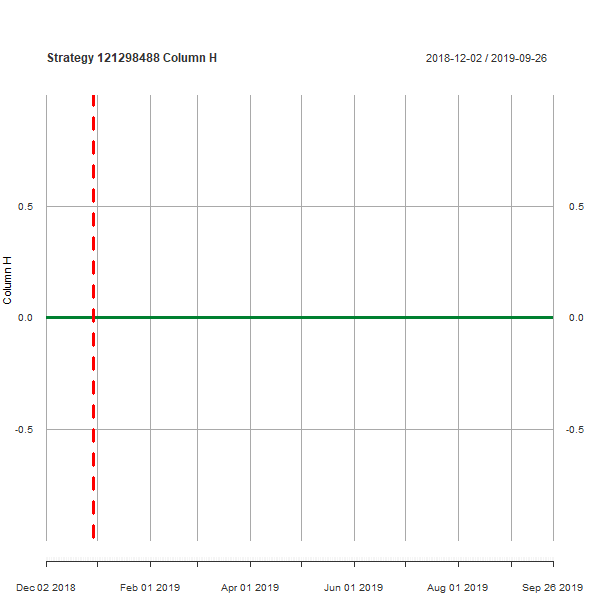 Strategy 121298488 Column H
2018-12-02 / 2019-09-26
0.5
0.5
Column H
0.0
0.0
-0.5
-0.5
Dec 02 2018
Feb 01 2019
Apr 01 2019
Jun 01 2019
Aug 01 2019
Sep 26 2019